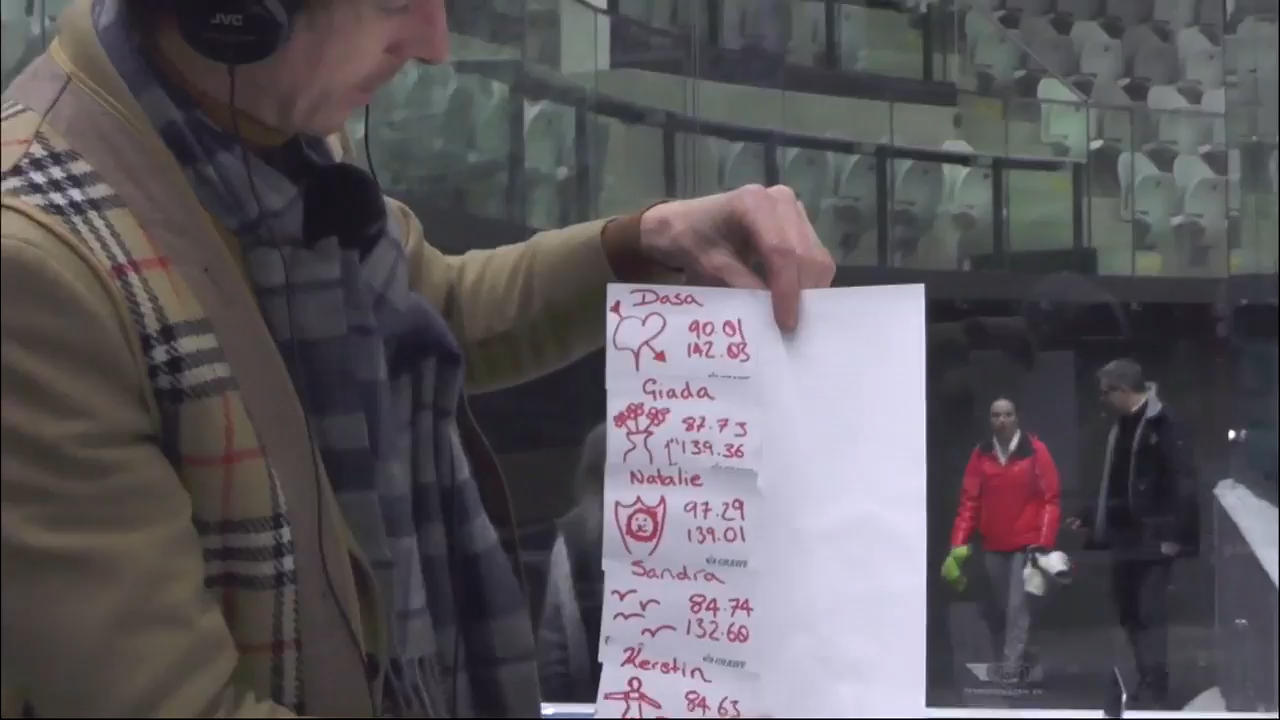 JVC
Dasa
90.01
142.03
Giada
87.73
139.36
Natalie
97.29
139.01
Sandra
84.74
132.60
Kerstin
84.63